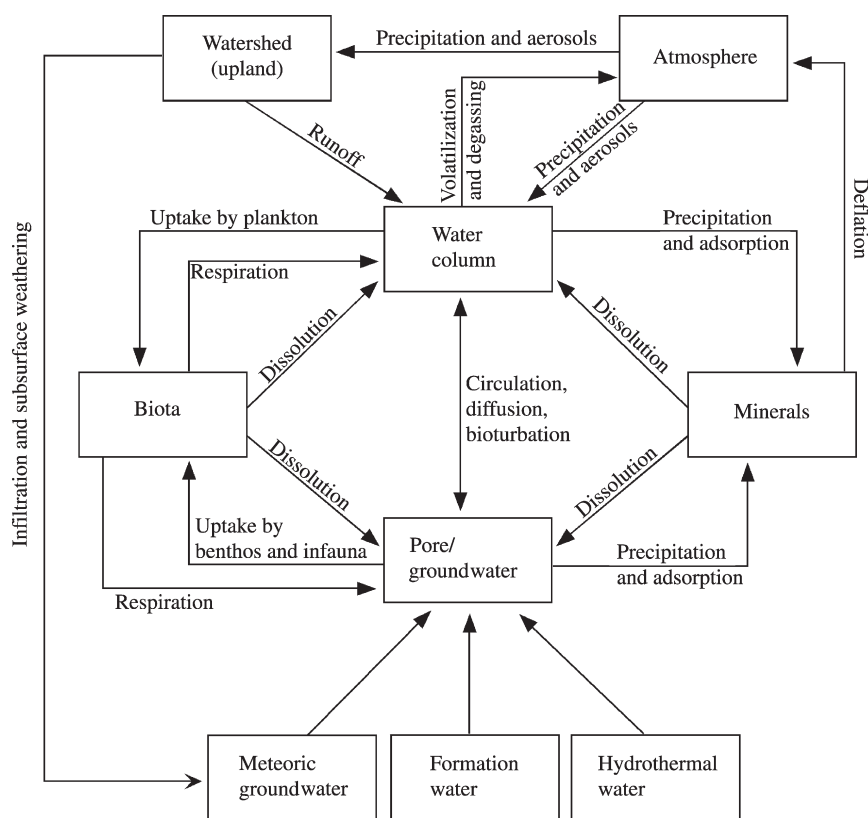 Watershed
(upland)
Precipitation and aerosols
Atmosphere
Runoff
Volatilization
and degassing
Precipitation
and aerosols
Deflation
Uptake by plankton
Water
column
Precipitation
and adsorption
Respiration
Infiltration and subsurface weathering
Dissolution
Dissolution
Biota
Circulation,
diffusion,
bioturbation
Minerals
Dissolution
Dissolution
Uptake by
benthos and infauna
Pore/
groundwater
Precipitation
and adsorption
Respiration
Meteoric
groundwater
Formation
water
Hydrothermal
water